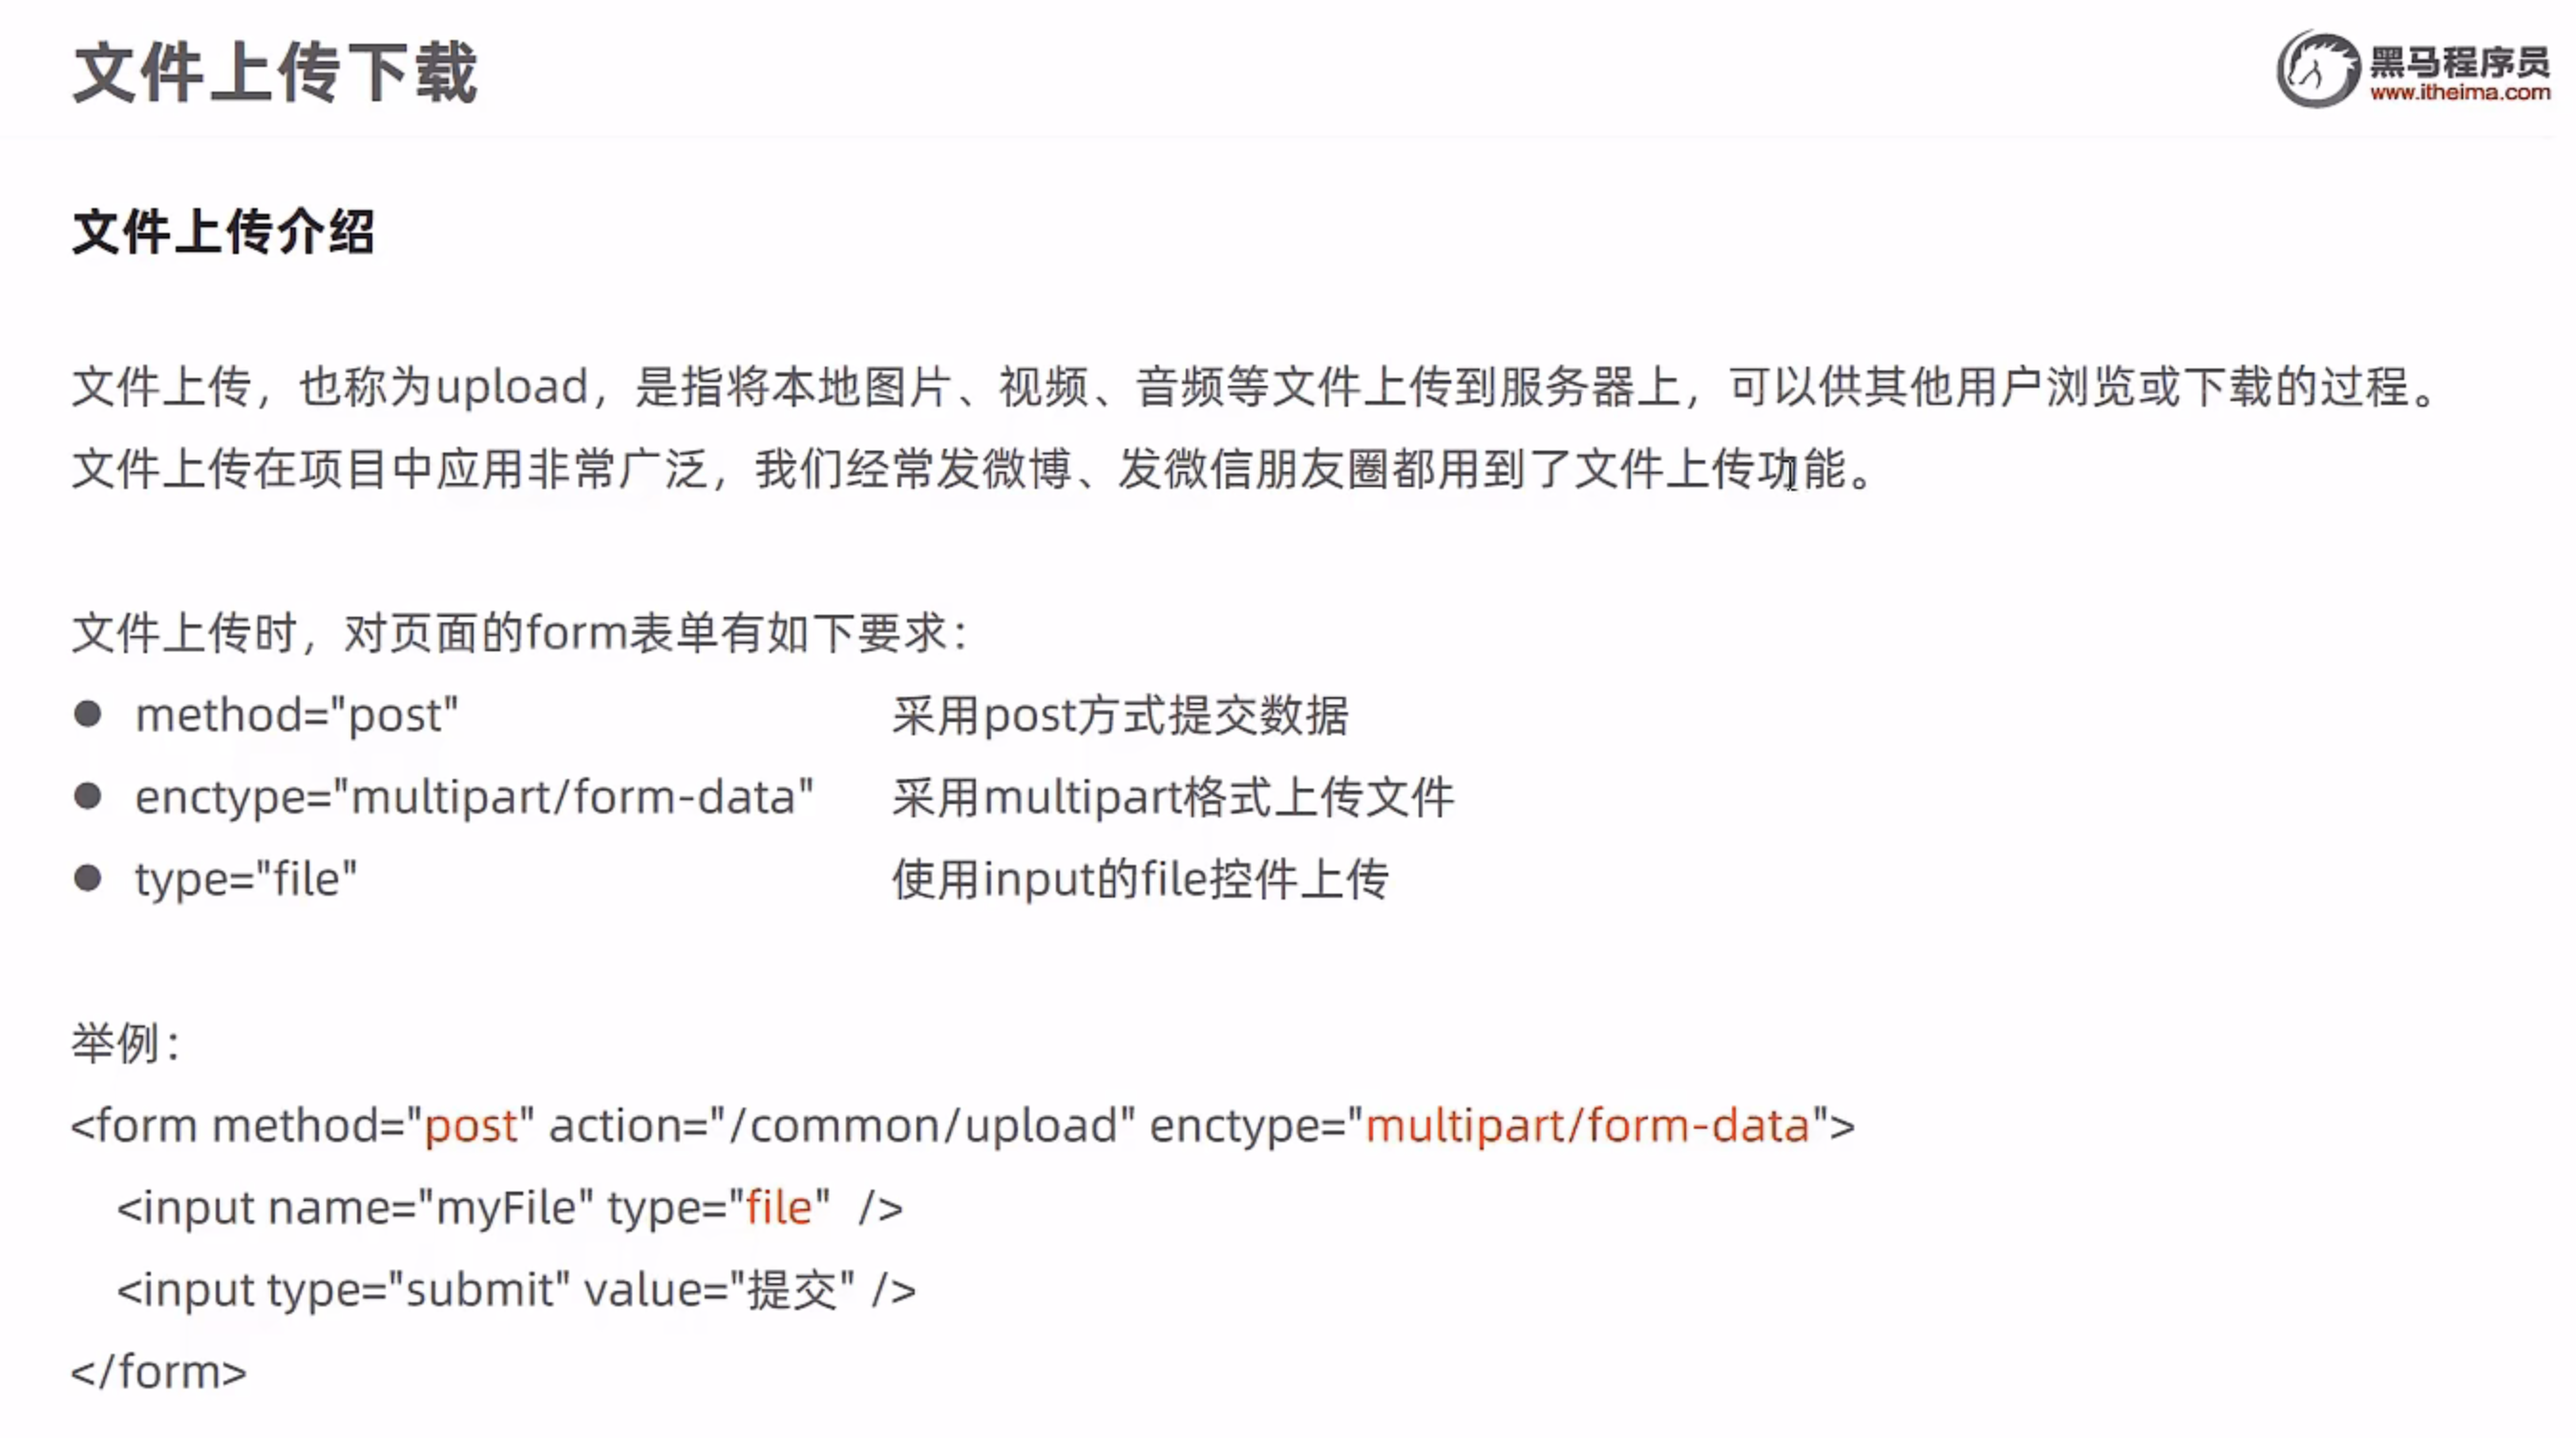 文件上传下载
黑马程序员
www.itheima.com
文件上传介绍
文件上传，也称为upload，是指将本地图片、视频、音频等文件上传到服务器上，可以供其他用户浏览或下载的过程。
文件上传在项目中应用非常广泛，我们经常发微博、发微信朋友圈都用到了文件上传功能。
文件上传时，对页面的form表单有如下要求：
● method="post" 采用post方式提交数据
● enctype="multipart/form-data" 采用multipart格式上传文件
● type="file" 使用input的file控件上传
举例：
<form method="post" action="/common/upload" enctype="multipart/form-data">
<input name="myFile" type="file"  />
<input type="submit" value="提交" />
</form>